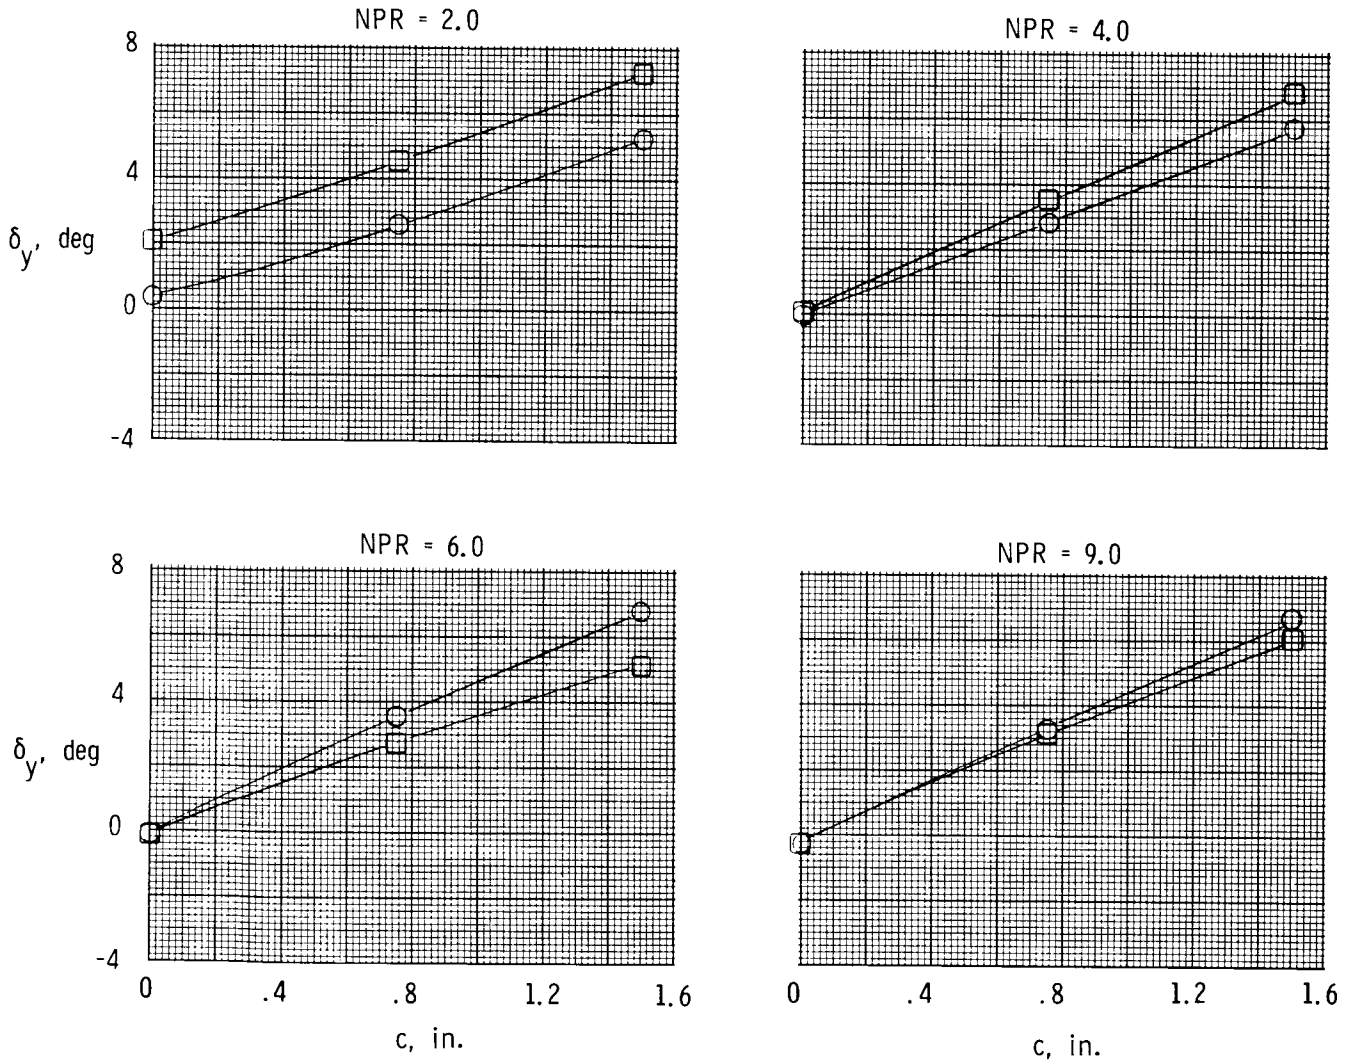 NPR = 2.0
NPR = 4.0
8
4
δy, deg
0
-4
NPR = 6.0
NPR = 9.0
8
4
δy, deg
0
-4
0 .4 .8 1.2 1.6
0 .4 .8 1.2 1.6
c, in.
c, in.